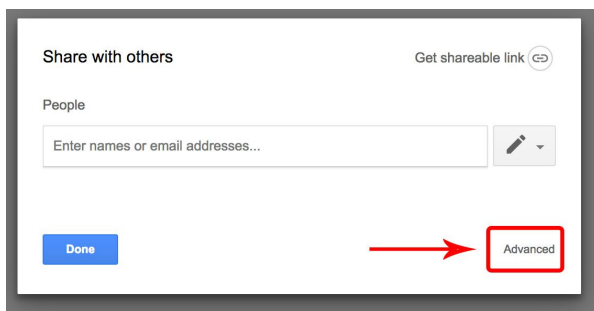 Share with others
Get shareable link
People
Enter names or email addresses...
Done
Advanced